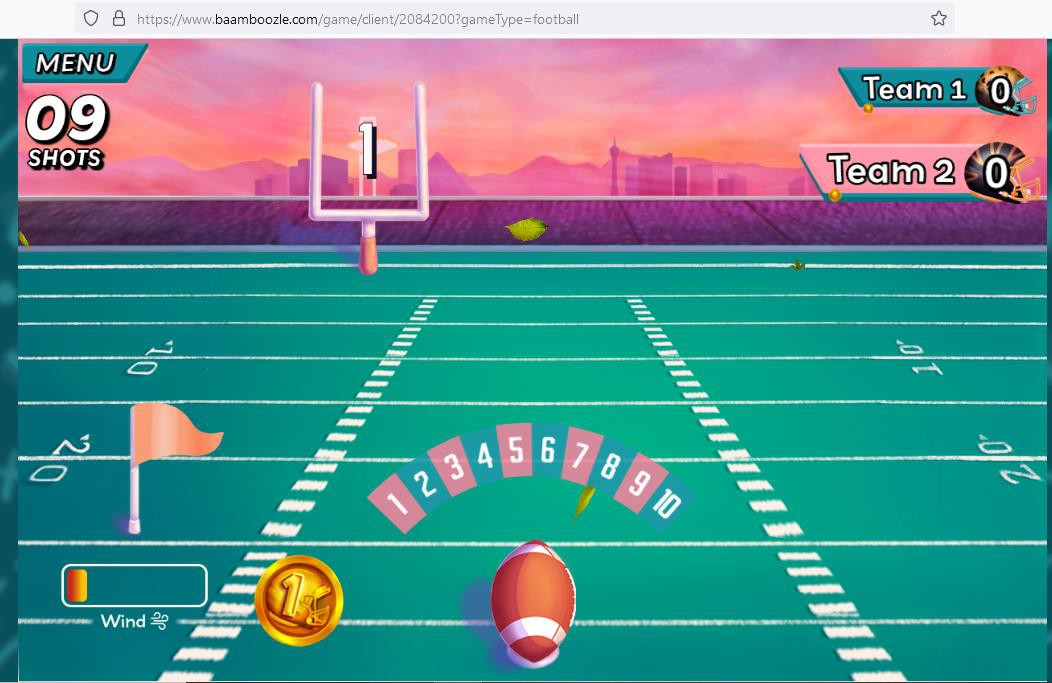 https://www.baamboozle.com/game/client/2084200?gameType=football
MENU
09
SHOTS
1
Team 1 0
Team 2 0
10
10
20
20
1 2 3 4 5 6 7 8 9 10
1
Wind